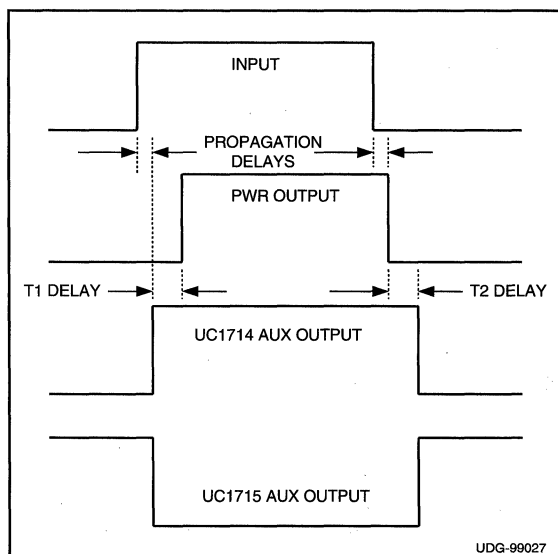 INPUT
PROPAGATION
DELAYS
PWR OUTPUT
T1 DELAY
T2 DELAY
UC1714 AUX OUTPUT
UC1715 AUX OUTPUT
UDG-99027